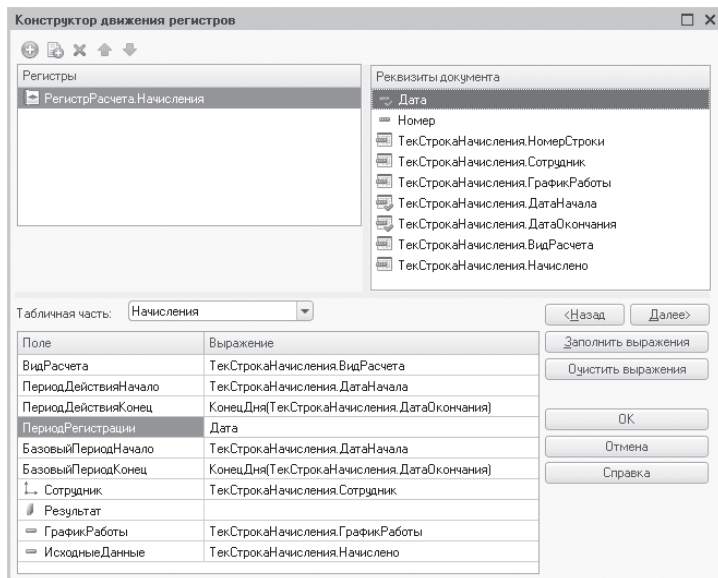 Конструктор движения регистров
Регистры
РегистрРасчета.Начисления
Реквизиты документа
Дата
Номер
ТекСтрокаНачисления.НомерСтроки
ТекСтрокаНачисления.Сотрудник
ТекСтрокаНачисления.ГрафикРаботы
ТекСтрокаНачисления.ДатаНачала
ТекСтрокаНачисления.ДатаОкончания
ТекСтрокаНачисления.ВидРасчета
ТекСтрокаНачисления.Начислено
Табличная часть: Начисления
<Назад Далее>
Заполнить выражения
Очистить выражения
OK
Отмена
Справка
Поле Выражение
ВидРасчета ТекСтрокаНачисления.ВидРасчета
ПериодДействияНачало ТекСтрокаНачисления.ДатаНачала
ПериодДействияКонец КонецДня(ТекСтрокаНачисления.ДатаОкончания)
ПериодРегистрации Дата
БазовыйПериодНачало ТекСтрокаНачисления.ДатаНачала
БазовыйПериодКонец КонецДня(ТекСтрокаНачисления.ДатаОкончания)
Сотрудник ТекСтрокаНачисления.Сотрудник
Результат
ГрафикРаботы ТекСтрокаНачисления.ГрафикРаботы
ИсходныеДанные ТекСтрокаНачисления.Начислено